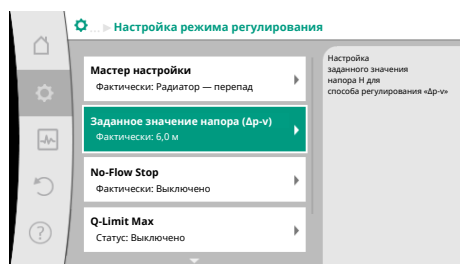 ... Настройка режима регулирования
Мастер настройки
Фактически: Радиатор — перепад
Заданное значение напора (Δp-v)
Фактически: 6,0 м
No-Flow Stop
Фактически: Выключено
Q-Limit Max
Статус: Выключено
Настройка
заданного значения
напора H для
способа регулирования «Δp-v»